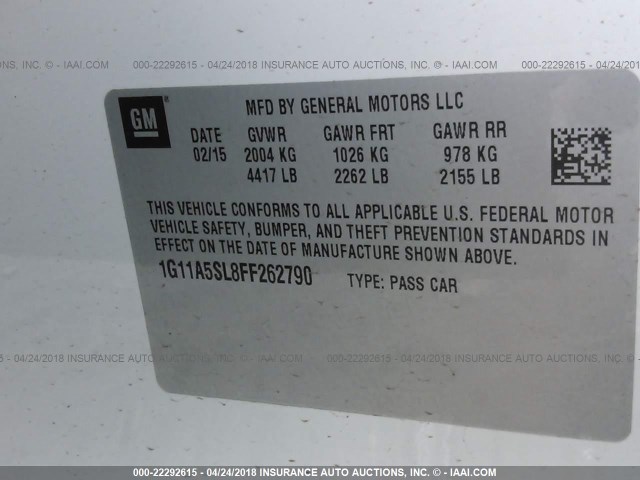 000-22292615 - 04/24/2018 INSURANCE AUTO AUCTIONS, INC. © - IAAI.COM
GM
MFD BY GENERAL MOTORS LLC
DATE GVWR GAWR FRT GAWR RR
02/15 2004 KG 1026 KG 978 KG
4417 LB 2262 LB 2155 LB
THIS VEHICLE CONFORMS TO ALL APPLICABLE U.S. FEDERAL MOTOR
VEHICLE SAFETY, BUMPER, AND THEFT PREVENTION STANDARDS IN
EFFECT ON THE DATE OF MANUFACTURE SHOWN ABOVE.
1G11A5SL8FF262790 TYPE: PASS CAR
000-22292615 - 04/24/2018 INSURANCE AUTO AUCTIONS, INC. © - IAAI.COM
000-22292615 - 04/24/2018 INSURANCE AUTO AUCTIONS, INC. © - IAAI.COM